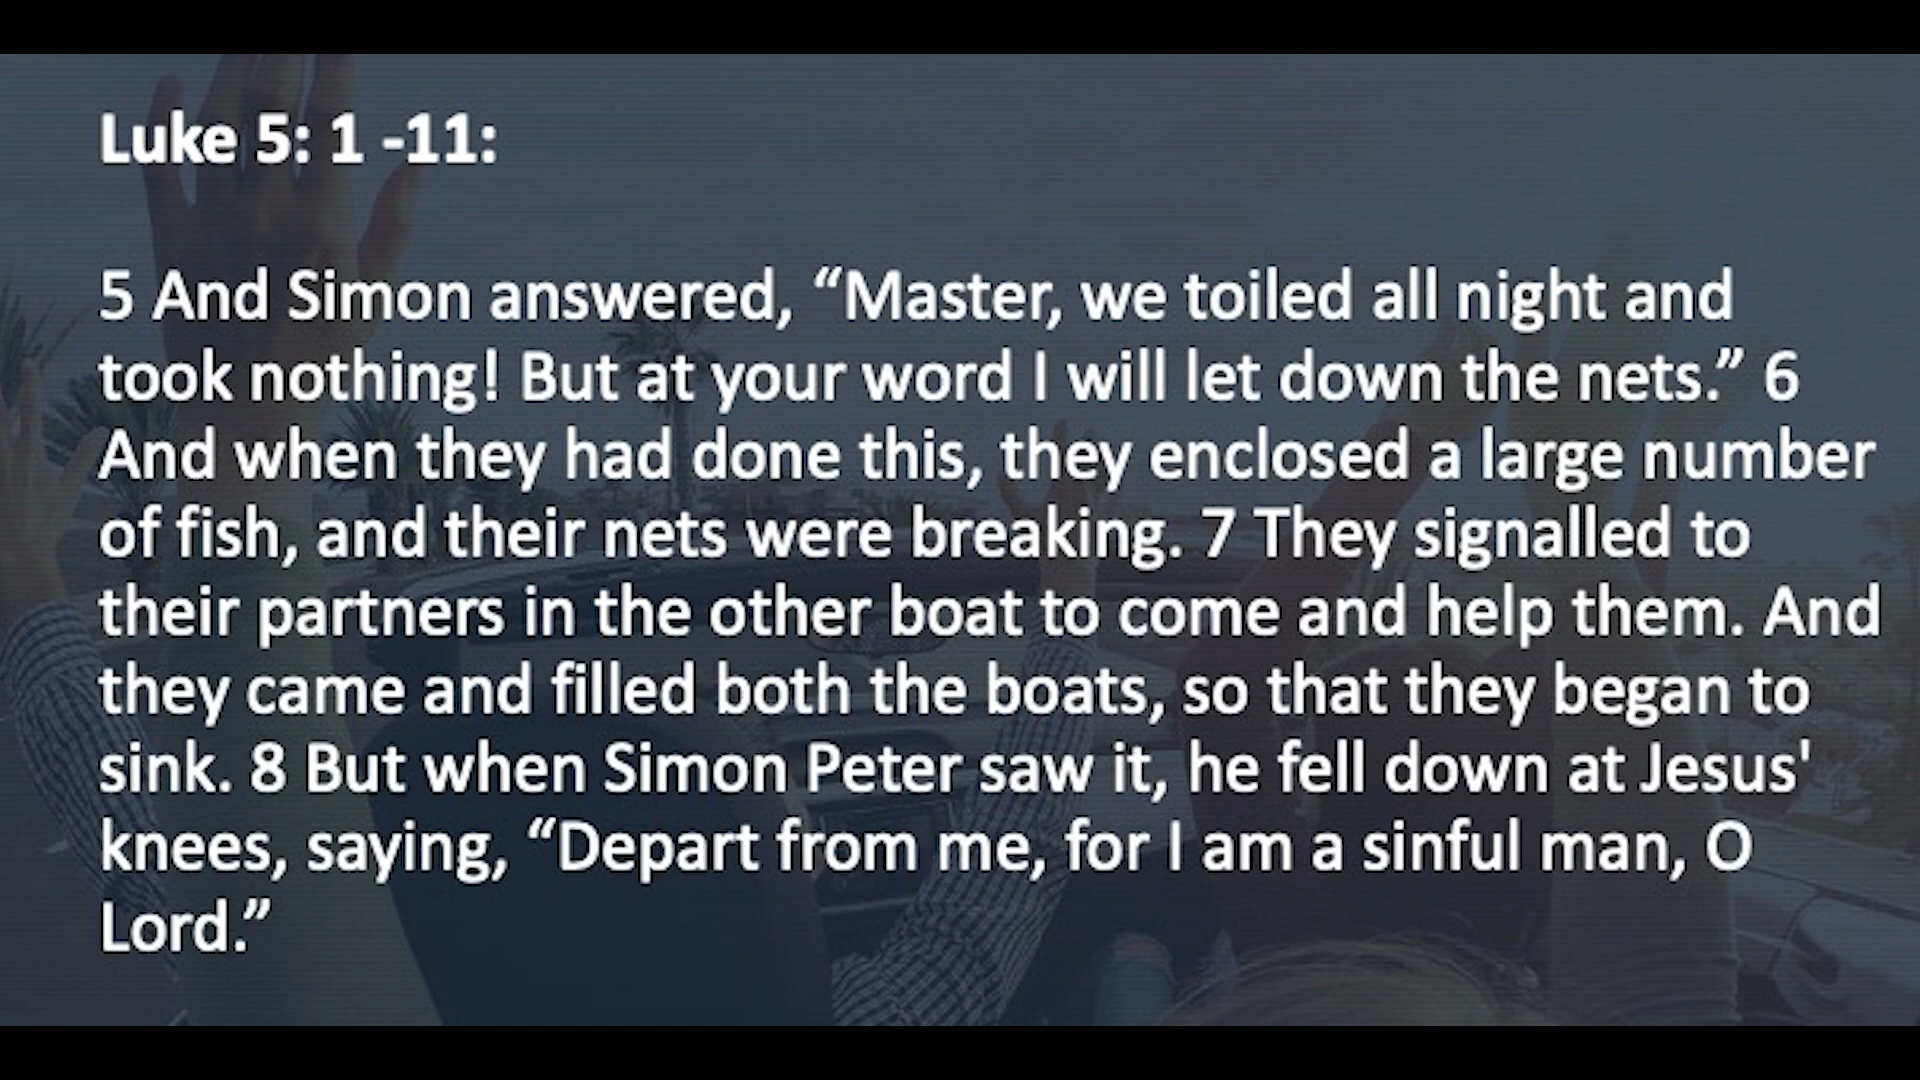 Luke 5: 1 -11:
5 And Simon answered, “Master, we toiled all night and
took nothing! But at your word I will let down the nets.” 6
And when they had done this, they enclosed a large number
of fish, and their nets were breaking. 7 They signalled to
their partners in the other boat to come and help them. And
they came and filled both the boats, so that they began to
sink. 8 But when Simon Peter saw it, he fell down at Jesus'
knees, saying, “Depart from me, for I am a sinful man, O
Lord.”